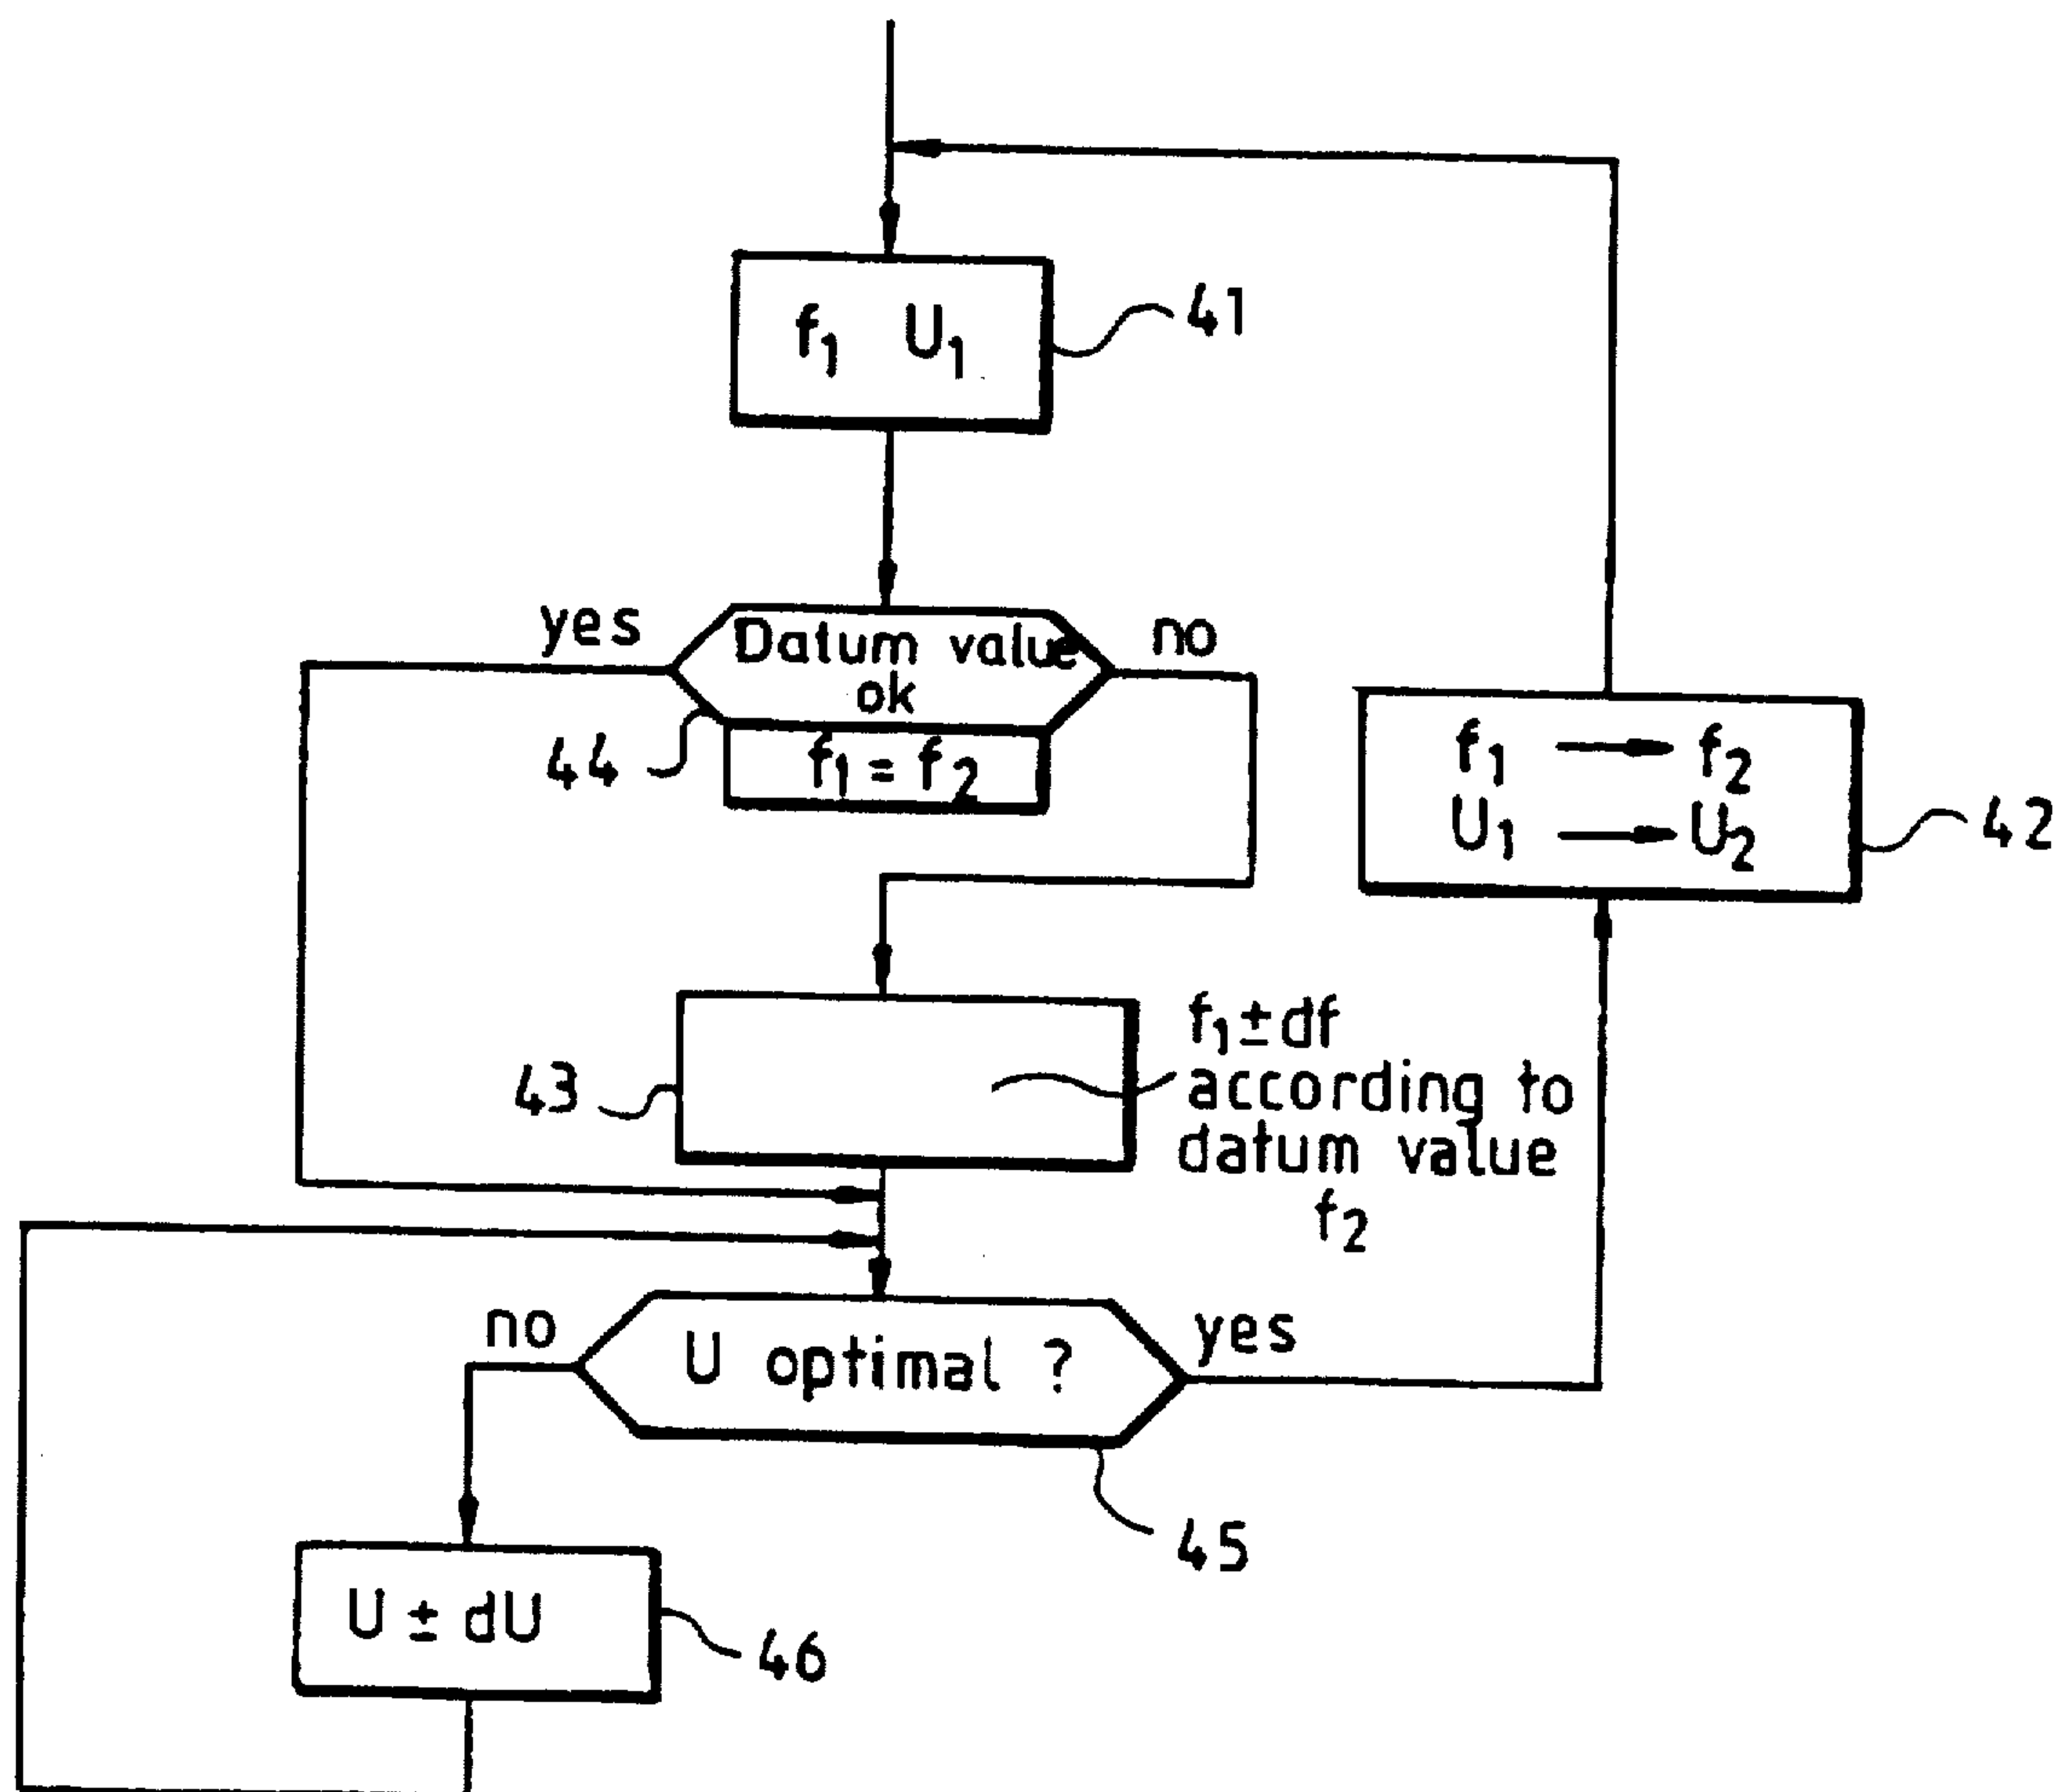 f1 U1
41
yes
no
Datum value
ok
f1 = f2
44
f1 → f2
U1 → U2
42
43
f1 ± df
according to
datum value
f2
no
yes
U optimal ?
45
U ± dU
46